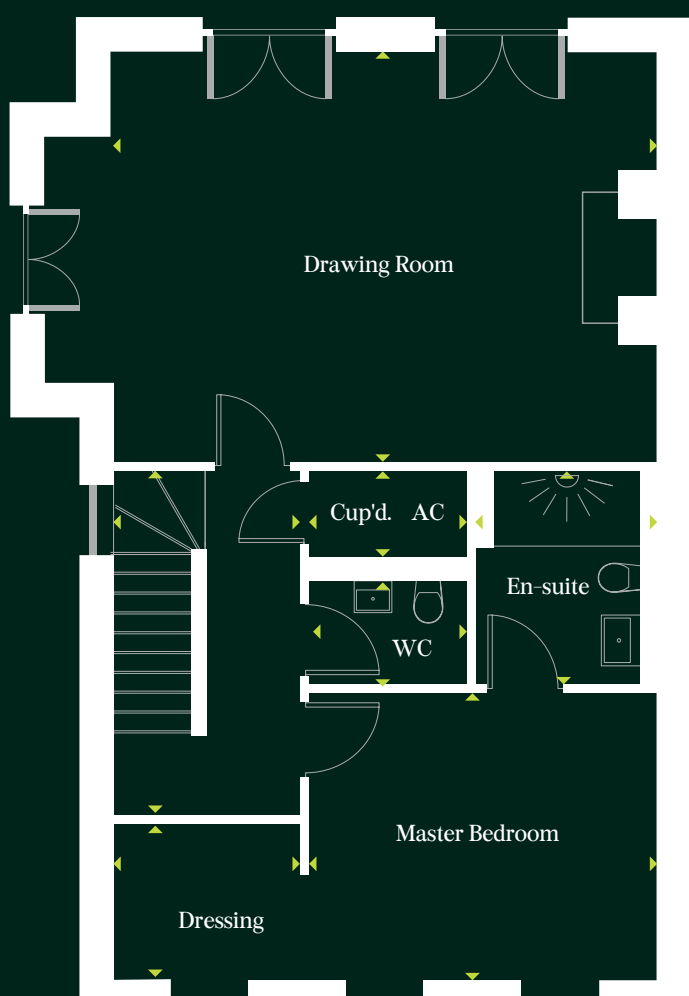 Drawing Room
Cup'd. AC
En-suite
WC
Master Bedroom
Dressing